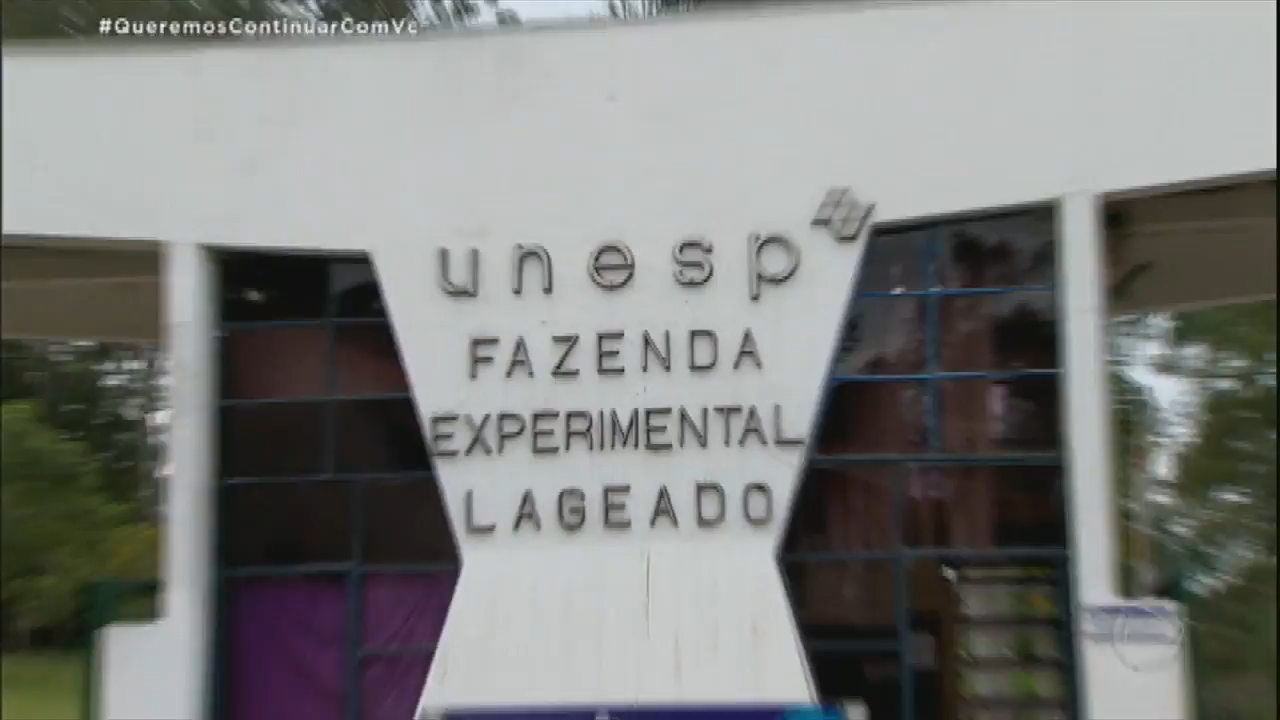 #QueremosContinuarComVc
unesp
FAZENDA
EXPERIMENTAL
LAGEADO